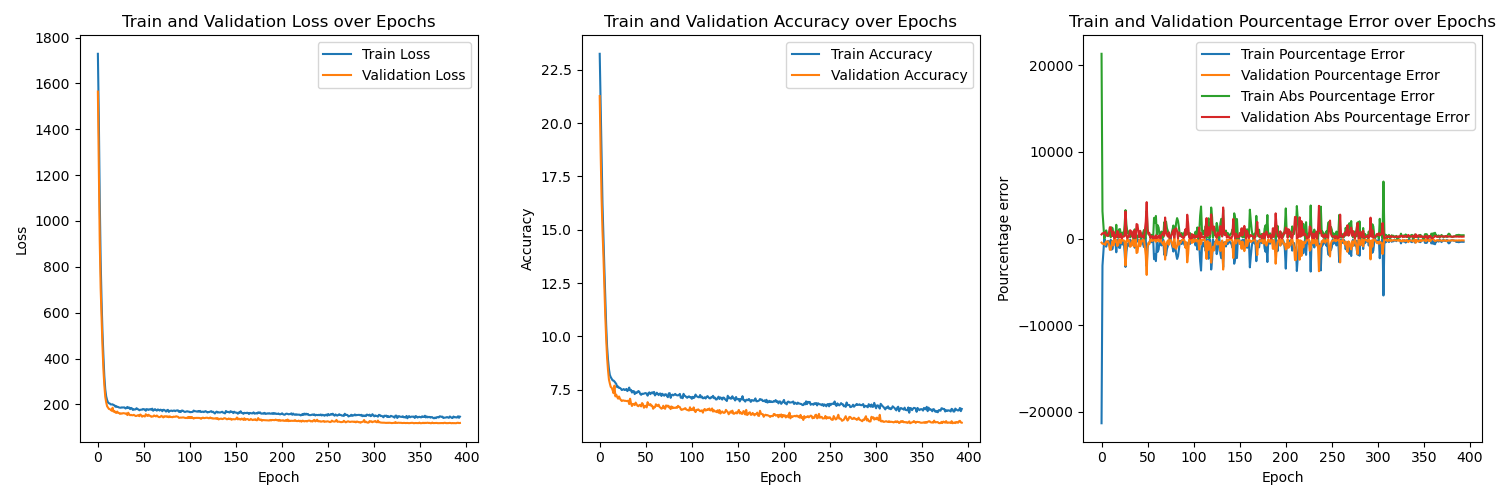 Train and Validation Loss over Epochs
Loss
1800
1600
1400
1200
1000
800
600
400
200
0 50 100 150 200 250 300 350 400
Epoch
Train Loss
Validation Loss
Train and Validation Accuracy over Epochs
Accuracy
22.5
20.0
17.5
15.0
12.5
10.0
7.5
0 50 100 150 200 250 300 350 400
Epoch
Train Accuracy
Validation Accuracy
Train and Validation Pourcentage Error over Epochs
Pourcentage error
20000
10000
0
−10000
−20000
0 50 100 150 200 250 300 350 400
Epoch
Train Pourcentage Error
Validation Pourcentage Error
Train Abs Pourcentage Error
Validation Abs Pourcentage Error